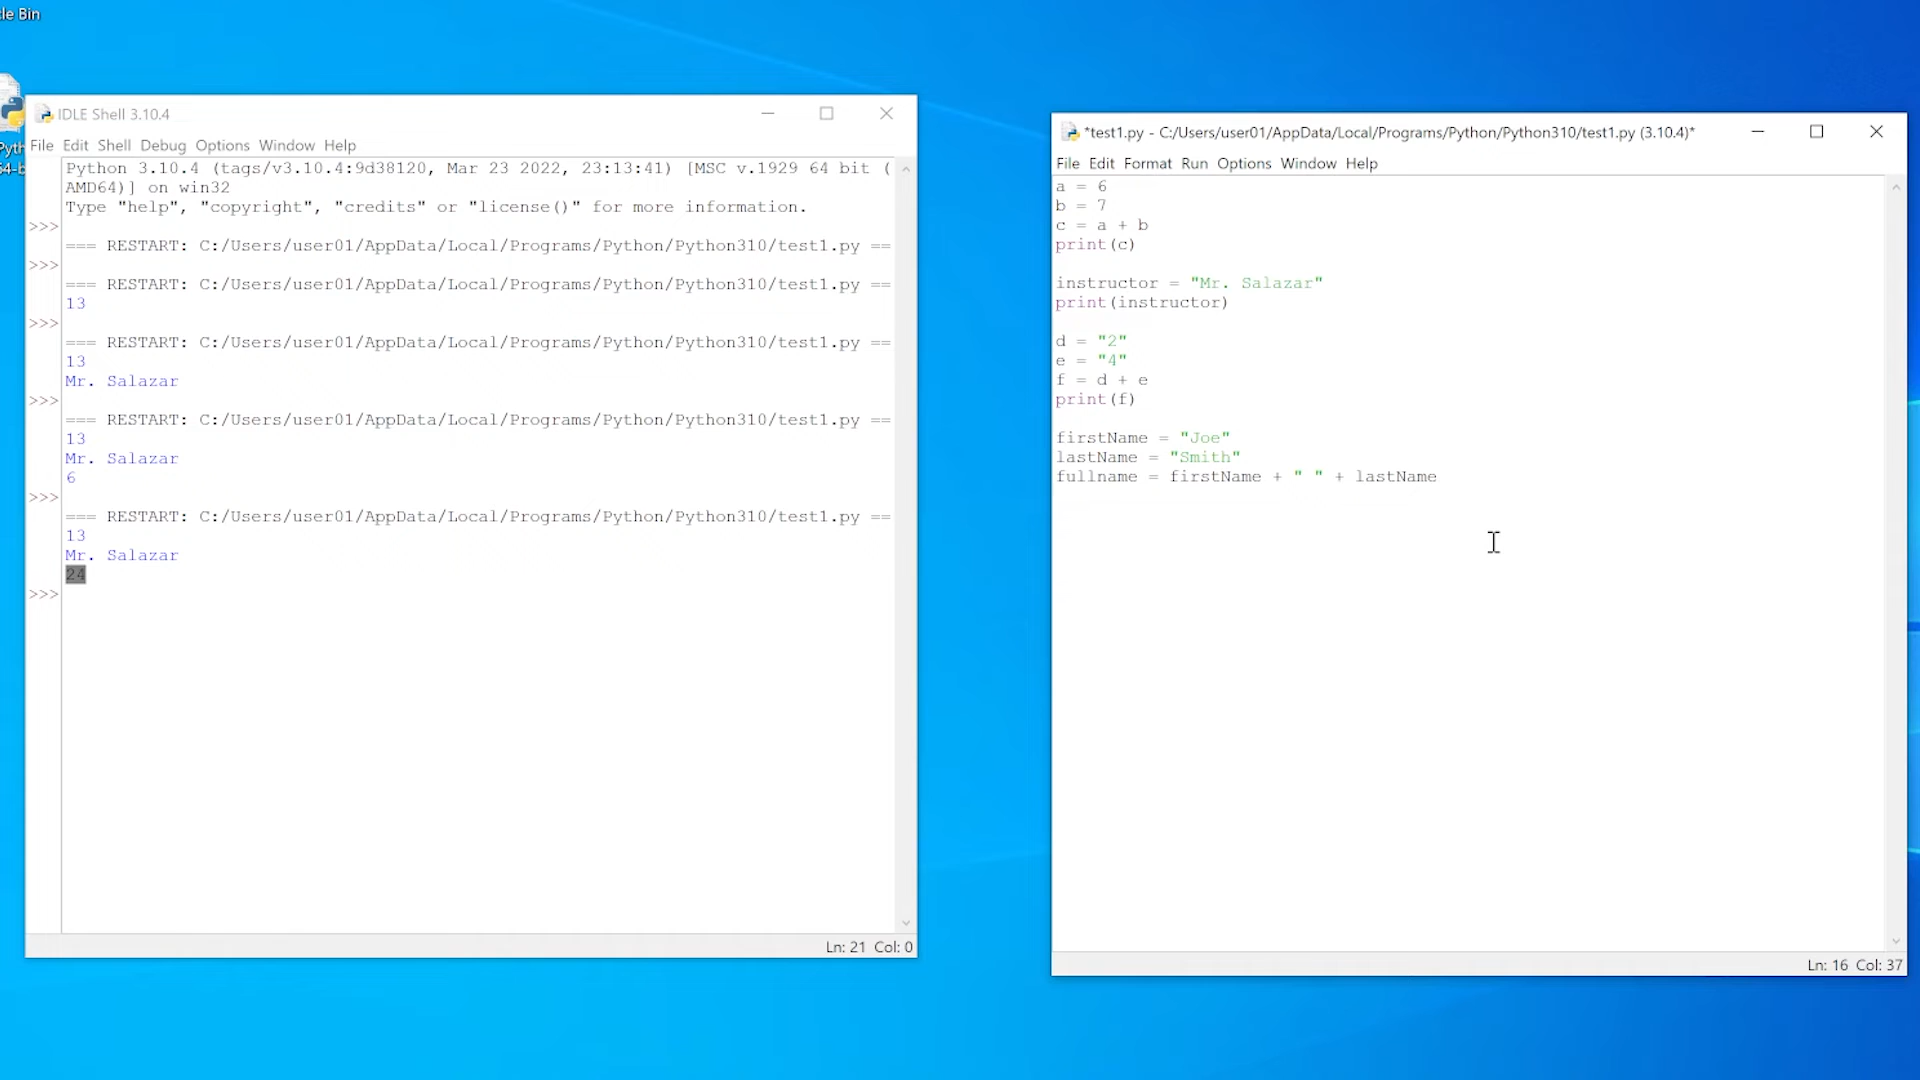 cle Bin
Pyth
64-b
IDLE Shell 3.10.4
File Edit Shell Debug Options Window Help
Python 3.10.4 (tags/v3.10.4:9d38120, Mar 23 2022, 23:13:41) [MSC v.1929 64 bit (
AMD64)] on win32
Type "help", "copyright", "credits" or "license()" for more information.
>>>
=== RESTART: C:/Users/user01/AppData/Local/Programs/Python/Python310/test1.py ==
>>>
=== RESTART: C:/Users/user01/AppData/Local/Programs/Python/Python310/test1.py ==
13
>>>
=== RESTART: C:/Users/user01/AppData/Local/Programs/Python/Python310/test1.py ==
13
Mr. Salazar
>>>
=== RESTART: C:/Users/user01/AppData/Local/Programs/Python/Python310/test1.py ==
13
Mr. Salazar
6
>>>
=== RESTART: C:/Users/user01/AppData/Local/Programs/Python/Python310/test1.py ==
13
Mr. Salazar
24
>>>
Ln: 21 Col: 0
*test1.py - C:/Users/user01/AppData/Local/Programs/Python/Python310/test1.py (3.10.4)*
File Edit Format Run Options Window Help
a = 6
b = 7
c = a + b
print(c)
instructor = "Mr. Salazar"
print(instructor)
d = "2"
e = "4"
f = d + e
print(f)
firstName = "Joe"
lastName = "Smith"
fullname = firstName + " " + lastName
Ln: 16 Col: 37